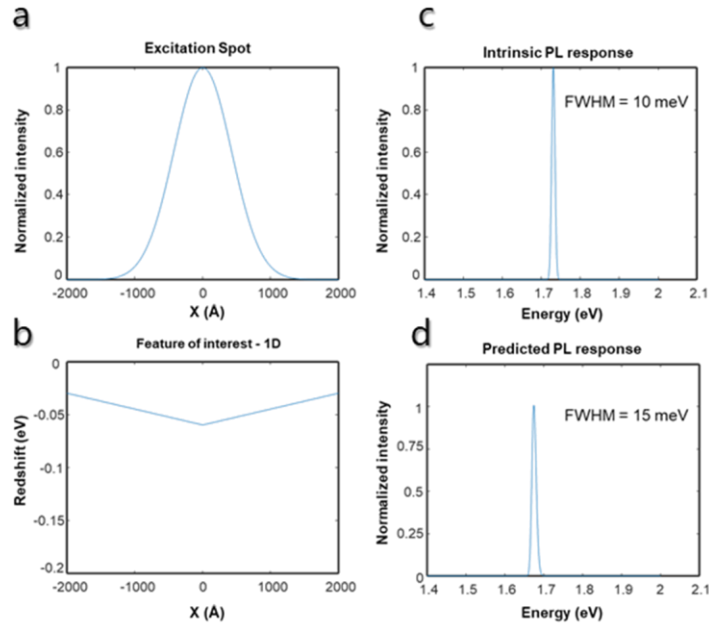 a
Excitation Spot
Normalized intensity
1
0.8
0.6
0.4
0.2
0
-2000
-1000
0
1000
2000
X (Å)
b
Feature of interest - 1D
Redshift (eV)
0
-0.05
-0.1
-0.15
-0.2
-2000
-1000
0
1000
2000
X (Å)
c
Intrinsic PL response
FWHM = 10 meV
Normalized intensity
1
0.8
0.6
0.4
0.2
0
1.4
1.5
1.6
1.7
1.8
1.9
2
2.1
Energy (eV)
d
Predicted PL response
FWHM = 15 meV
Normalized intensity
1
0.75
0.5
0.25
0
1.4
1.5
1.6
1.7
1.8
1.9
2
2.1
Energy (eV)